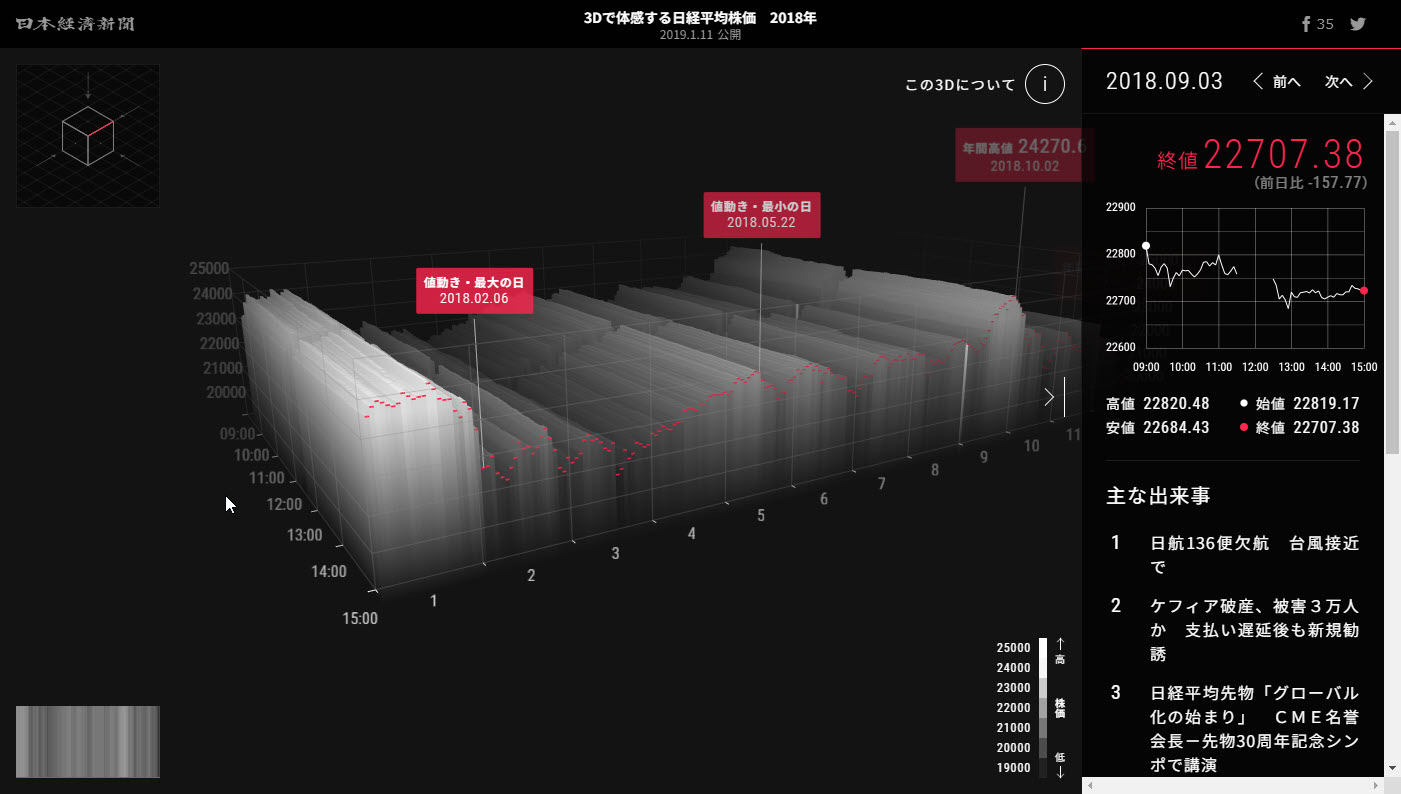 日本経済新聞
3Dで体感する日経平均株価　2018年
2019.1.11 公開
35
この3Dについて
i
2018.09.03
前へ
次へ
年間高値 24270.6
2018.10.02
値動き・最小の日
2018.05.22
値動き・最大の日
2018.02.06
25000
24000
23000
22000
21000
20000
09:00
10:00
11:00
12:00
13:00
14:00
15:00
1
2
3
4
5
6
7
8
9
10
11
25000
24000
23000
22000
21000
20000
19000
高
株価
低
終値 22707.38
(前日比 -157.77)
22900
22800
22700
22600
09:00 10:00 11:00 12:00 13:00 14:00 15:00
高値 22820.48 始値 22819.17
安値 22684.43 終値 22707.38
主な出来事
1 日航136便欠航　台風接近
で
2 ケフィア破産、被害３万人
か　支払い遅延後も新規勧
誘
3 日経平均先物「グローバル
化の始まり」　ＣＭＥ名誉
会長－先物30周年記念シン
ポで講演